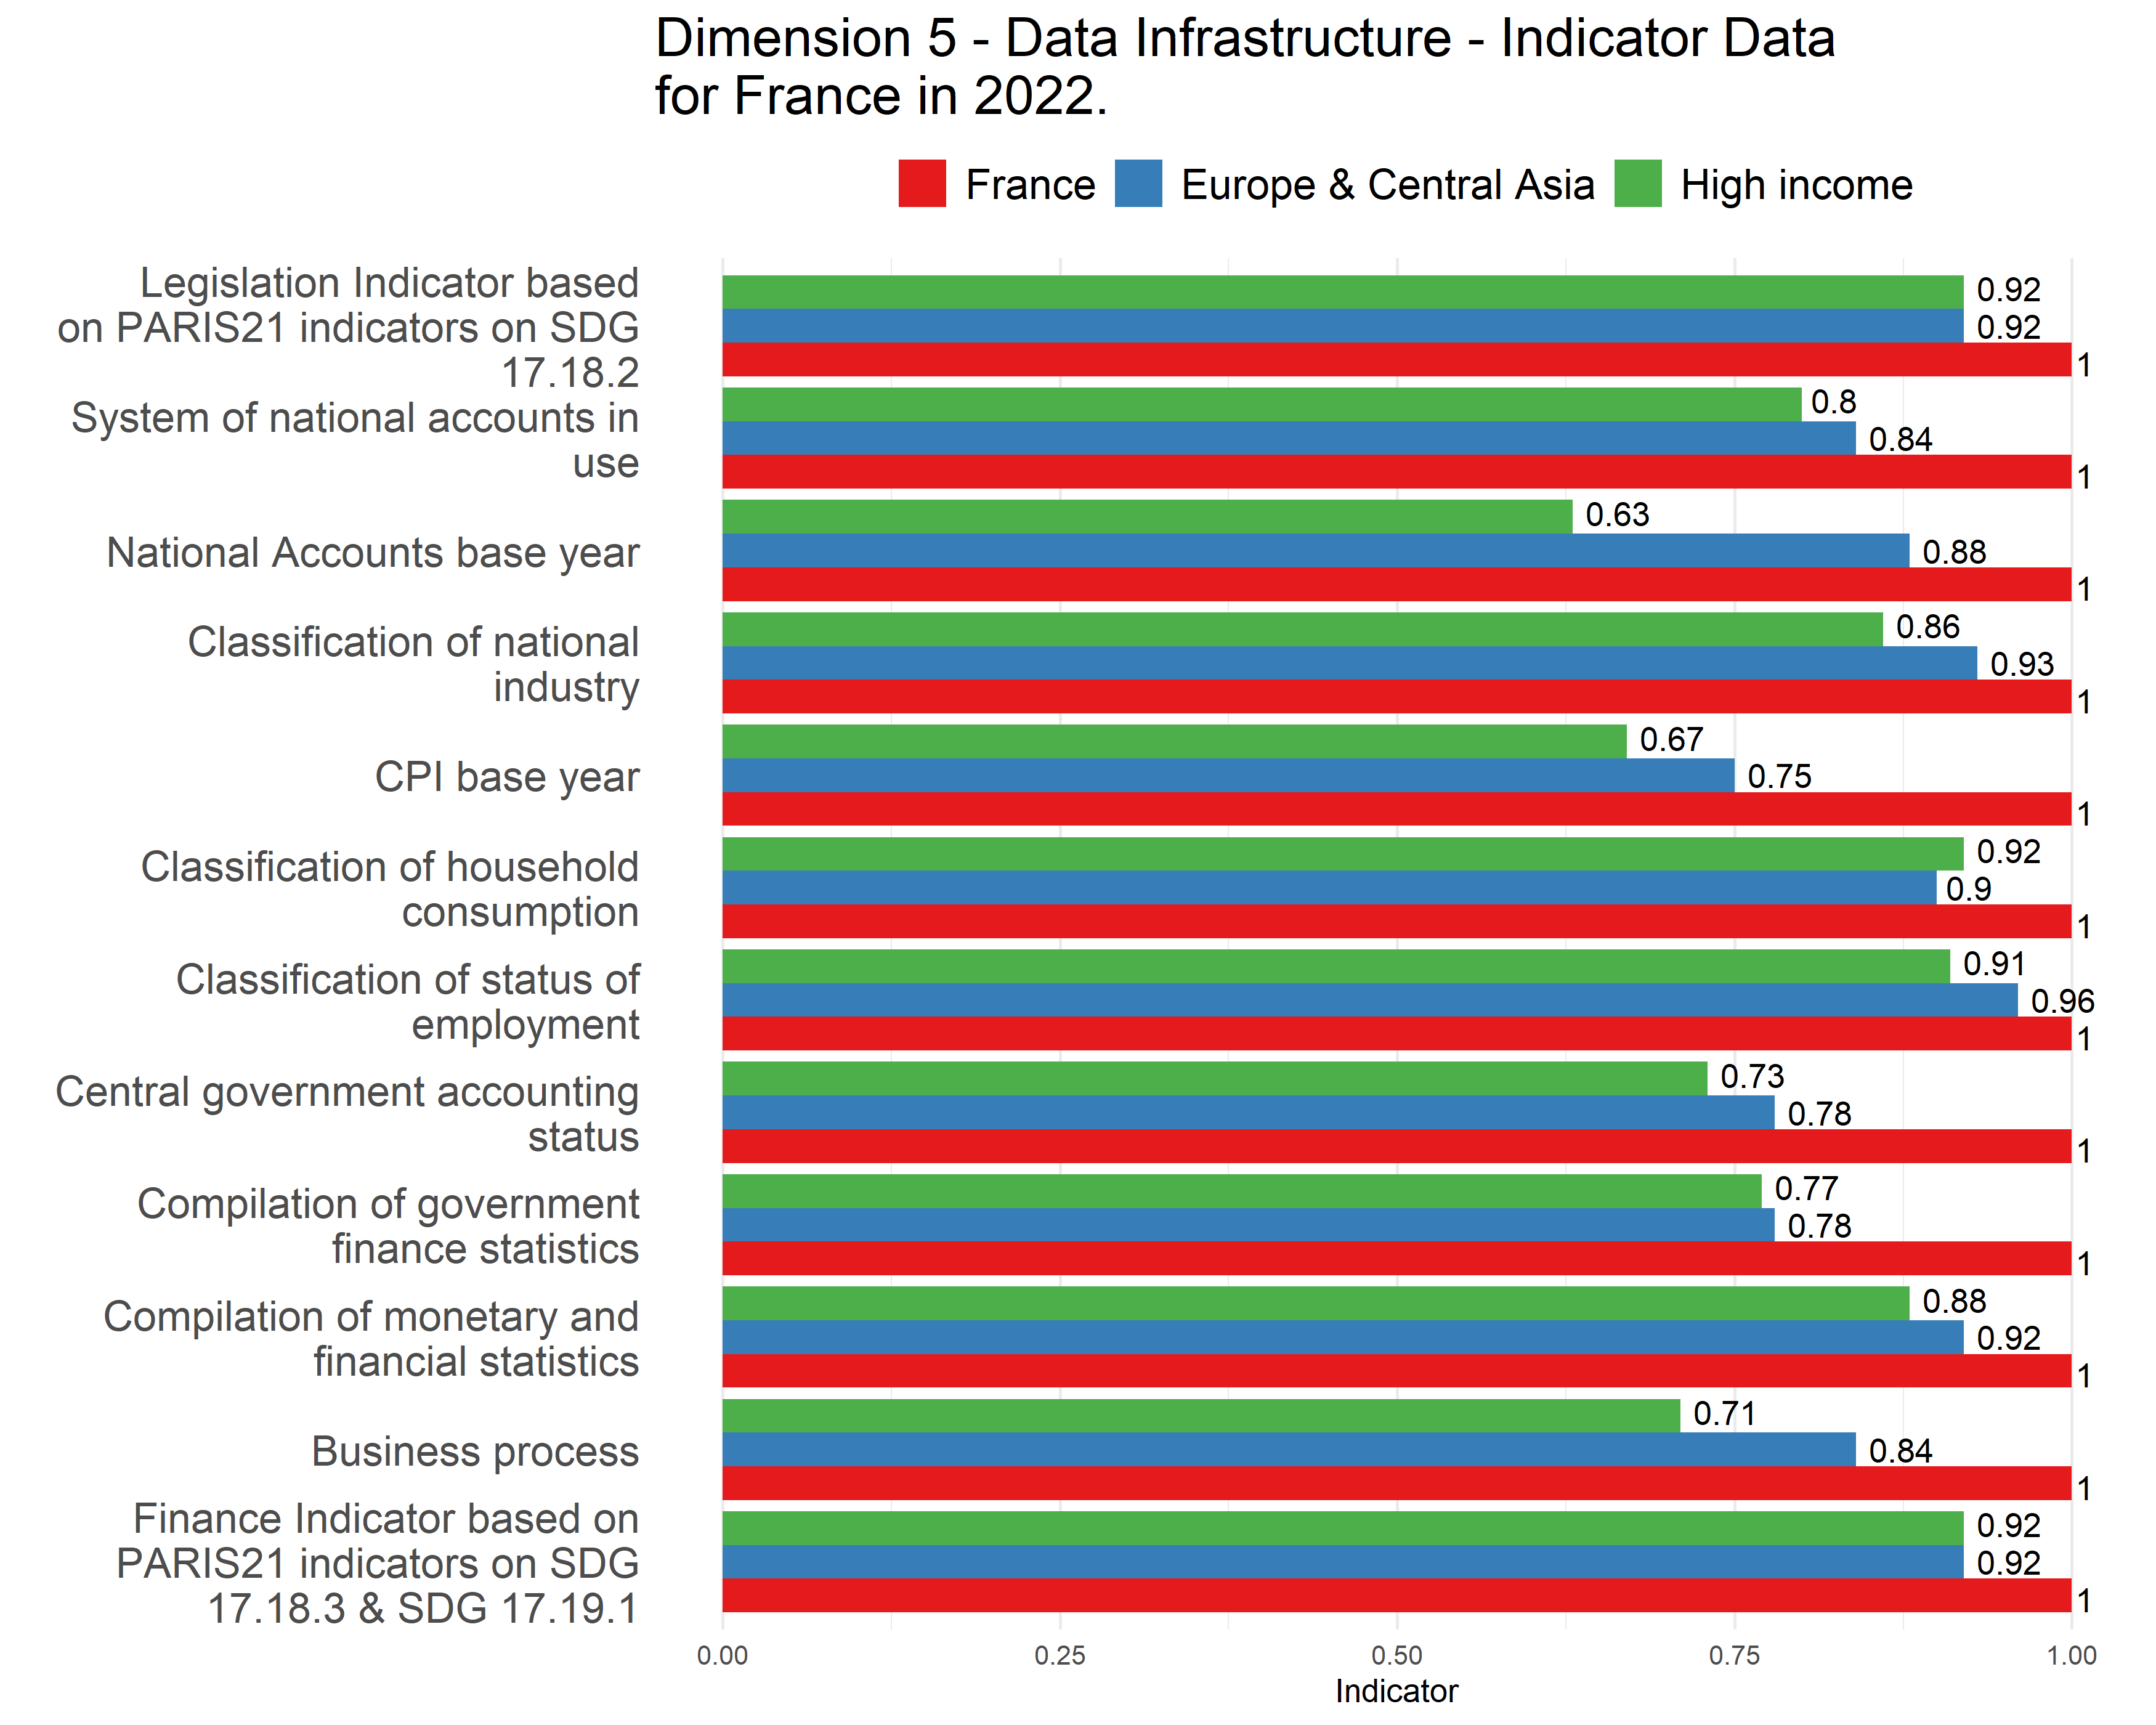 Dimension 5 - Data Infrastructure - Indicator Data
for France in 2022.
France
Europe & Central Asia
High income
Legislation Indicator based
on PARIS21 indicators on SDG
17.18.2
0.92
0.92
1
System of national accounts in
use
0.8
0.84
1
National Accounts base year
0.63
0.88
1
Classification of national
industry
0.86
0.93
1
CPI base year
0.67
0.75
1
Classification of household
consumption
0.92
0.9
1
Classification of status of
employment
0.91
0.96
1
Central government accounting
status
0.73
0.78
1
Compilation of government
finance statistics
0.77
0.78
1
Compilation of monetary and
financial statistics
0.88
0.92
1
Business process
0.71
0.84
1
Finance Indicator based on
PARIS21 indicators on SDG
17.18.3 & SDG 17.19.1
0.92
0.92
1
0.00
0.25
0.50
0.75
1.00
Indicator